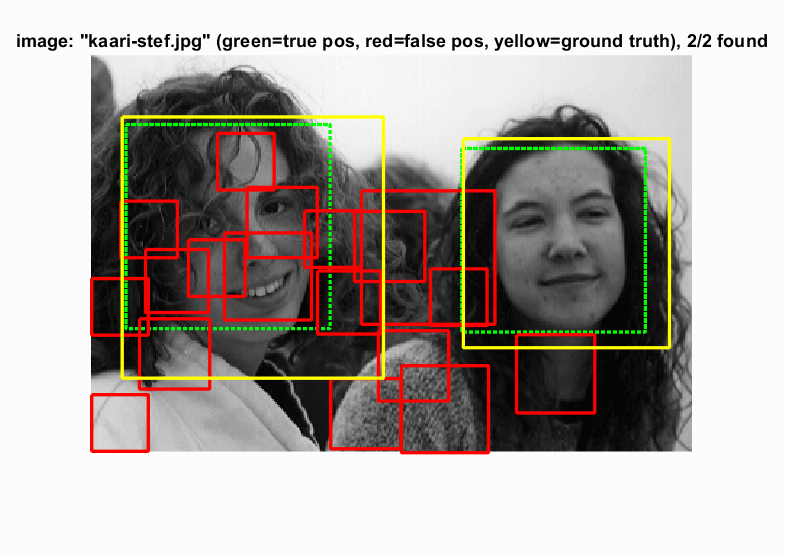 image: "kaari-stef.jpg" (green=true pos, red=false pos, yellow=ground truth), 2/2 found